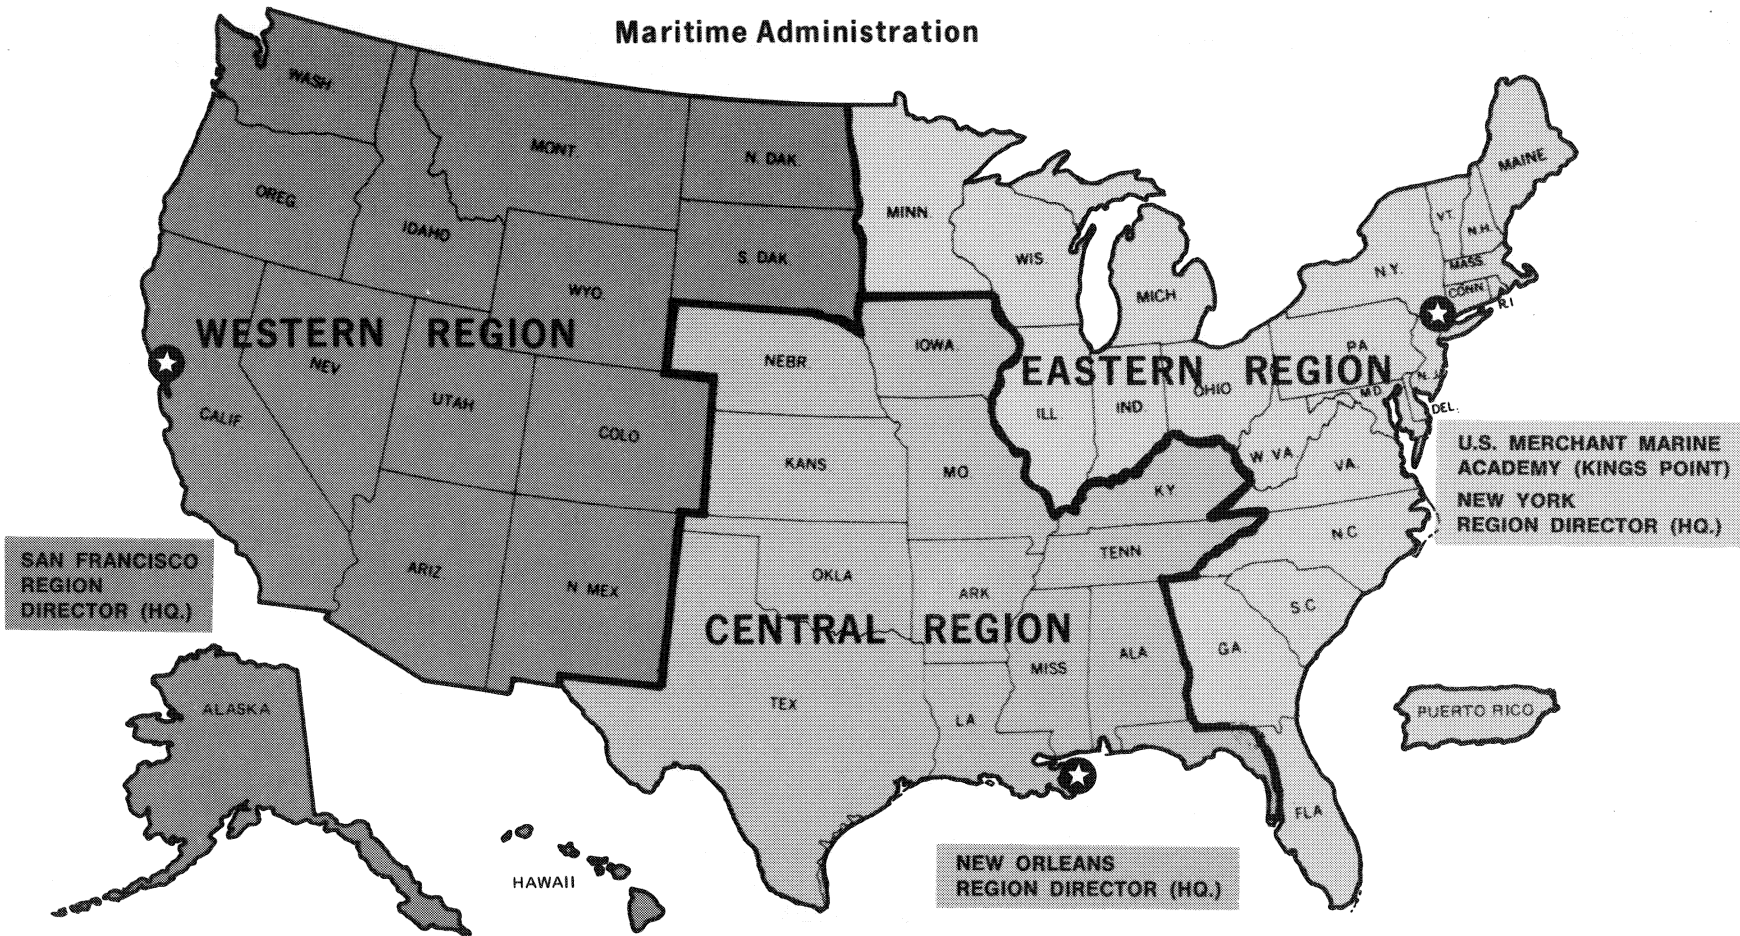 Maritime Administration
WASH
MONT.
N. DAK.
OREG.
IDAHO
S. DAK.
WYO.
MINN.
WIS.
MICH.
MAINE
VT.
N.H.
N.Y.
MASS.
CONN.
R.I
WESTERN REGION
NEV
UTAH
CALIF
COLO
NEBR
IOWA
EASTERN REGION
ILL
IND
OHIO
PA
N.J.
MD
DEL.
W VA
VA.
KANS
MO.
KY.
U.S. MERCHANT MARINE
ACADEMY (KINGS POINT)
NEW YORK
REGION DIRECTOR (HQ.)
SAN FRANCISCO
REGION
DIRECTOR (HQ.)
ARIZ
N MEX
OKLA
ARK
TENN
N.C
S.C
CENTRAL REGION
TEX
LA
MISS
ALA
GA
FLA
ALASKA
HAWAII
PUERTO RICO
NEW ORLEANS
REGION DIRECTOR (HQ.)